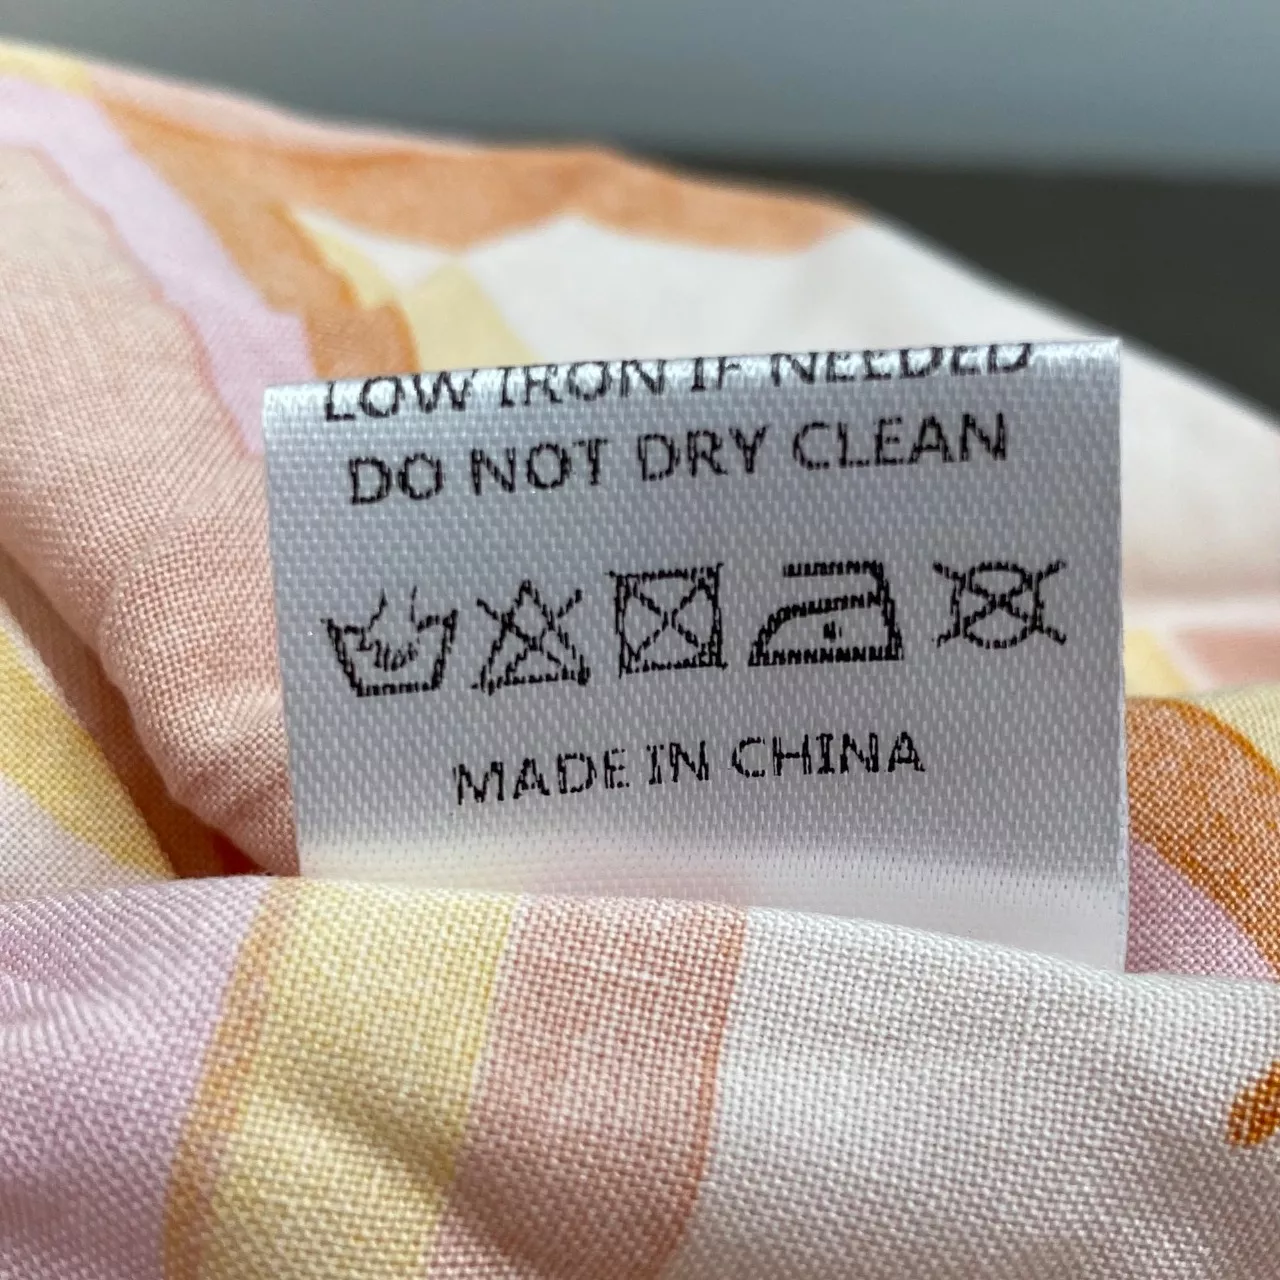 LOW IRON IF NEEDED
DO NOT DRY CLEAN
MADE IN CHINA